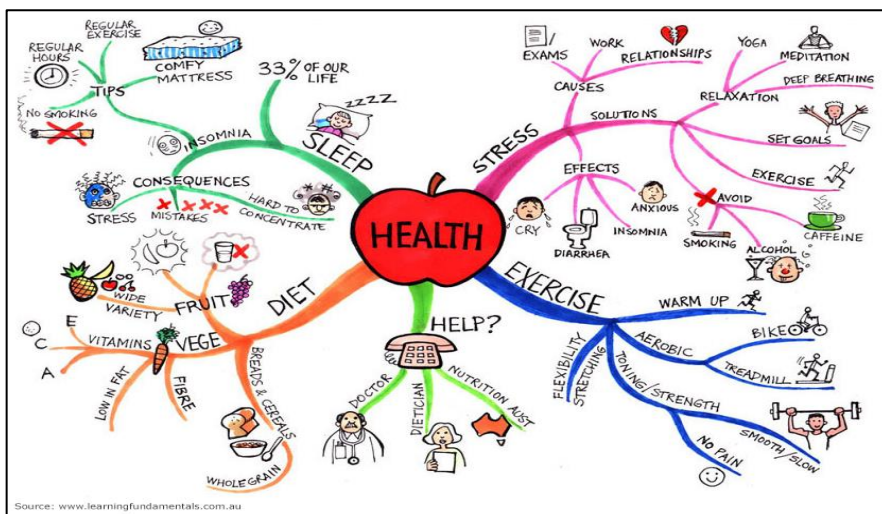 HEALTH
SLEEP
33% OF OUR
LIFE
ZZZZ
INSOMNIA
TIPS
REGULAR
EXERCISE
REGULAR
HOURS
COMFY
MATTRESS
NO SMOKING
CONSEQUENCES
STRESS
MISTAKES
HARD TO
CONCENTRATE
STRESS
CAUSES
EXAMS
WORK
RELATIONSHIPS
SOLUTIONS
RELAXATION
YOGA
MEDITATION
DEEP BREATHING
SET GOALS
EXERCISE
AVOID
SMOKING
ALCOHOL
CAFFEINE
EFFECTS
CRY
DIARRHEA
INSOMNIA
ANXIOUS
EXERCISE
WARM UP
AEROBIC
BIKE
TREADMILL
TONING/STRENGTH
SMOOTH/SLOW
NO PAIN
FLEXIBILITY
STRETCHING
HELP?
DOCTOR
DIETICIAN
NUTRITION AUST
DIET
FRUIT
WIDE
VARIETY
VEGE
VITAMINS
E
C
A
LOW IN FAT
FIBRE
BREADS & CEREALS
WHOLEGRAIN
Source: www.learningfundamentals.com.au